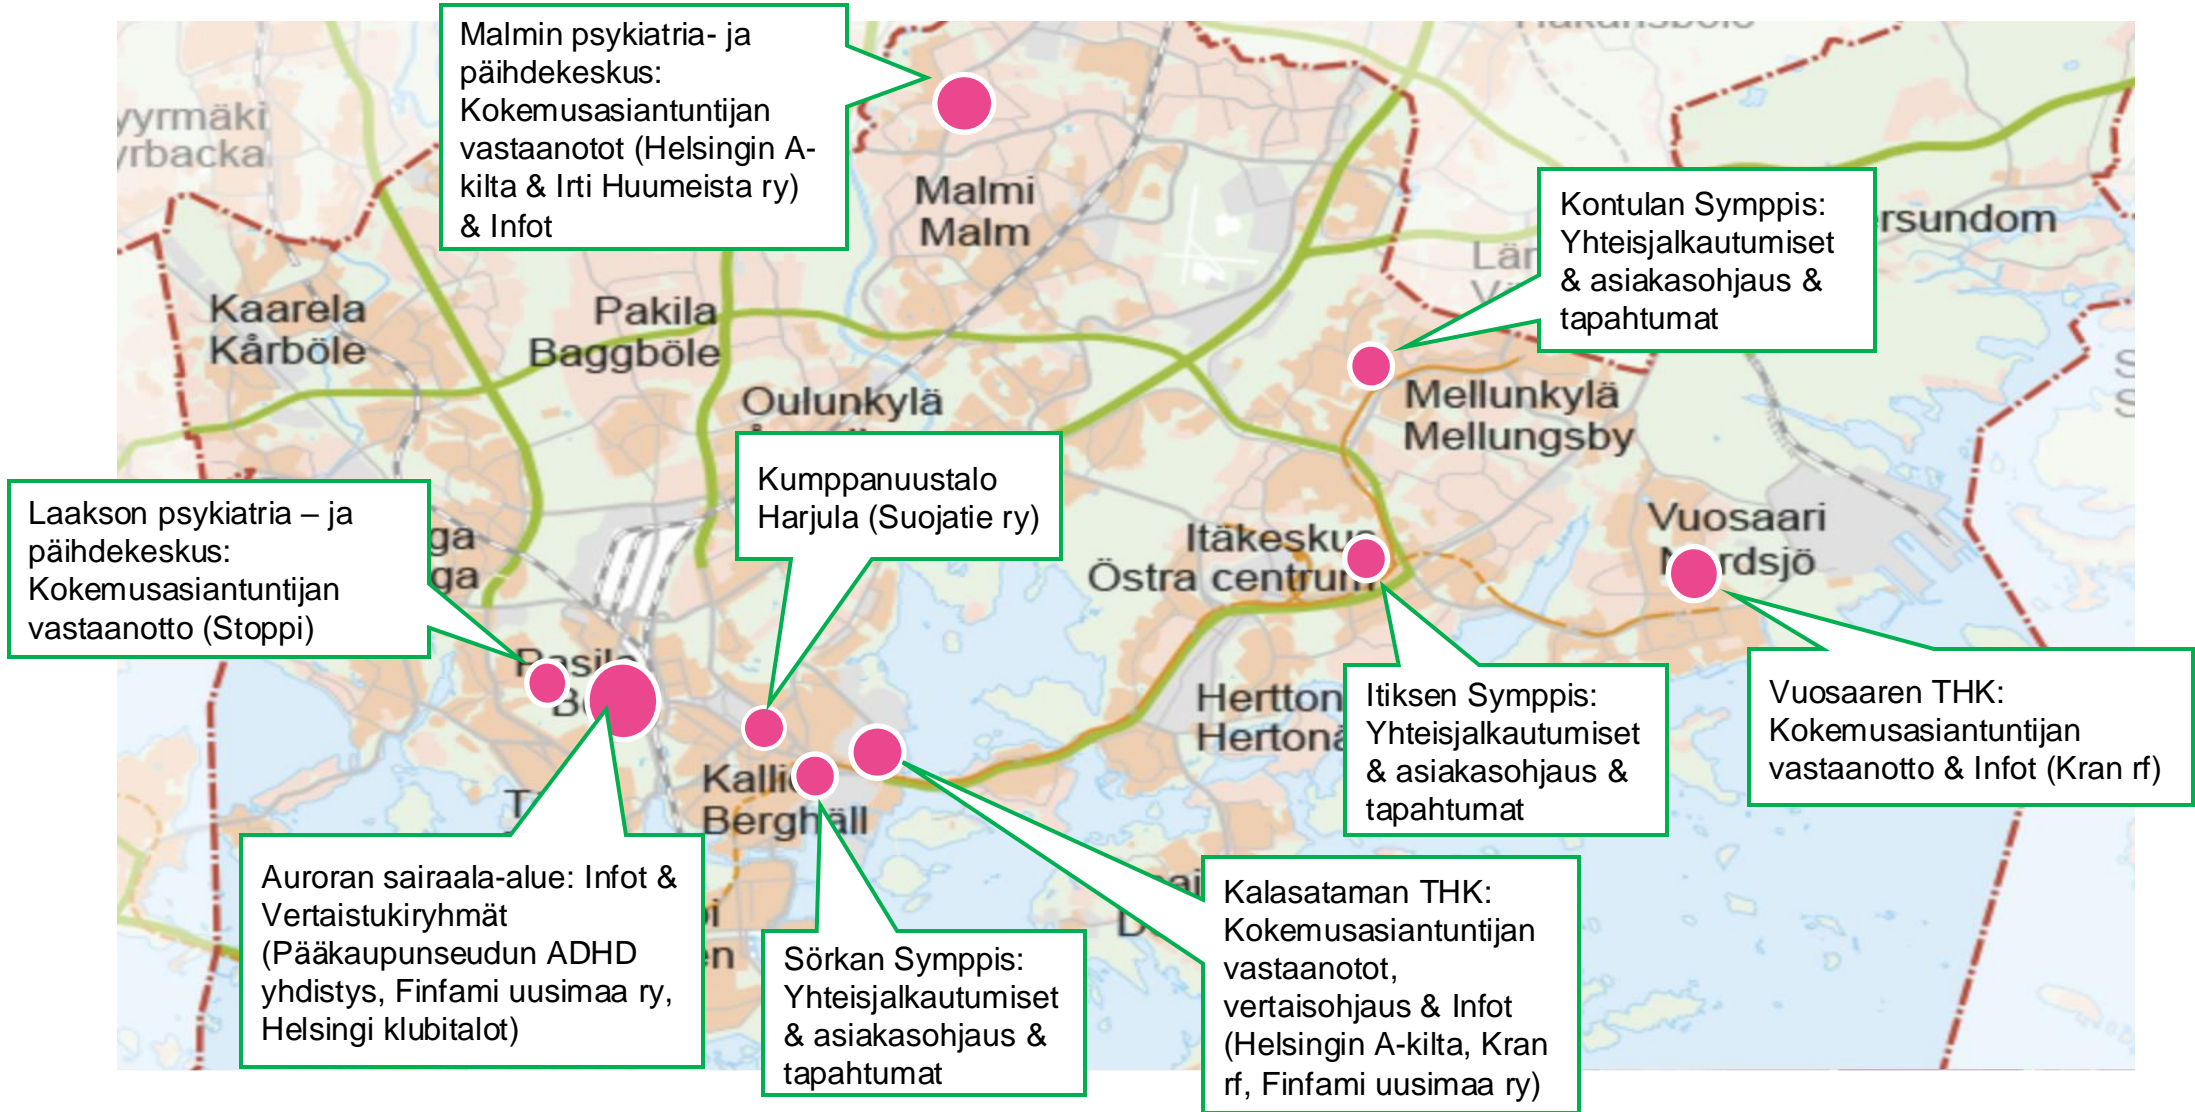 Malmin psykiatria- ja
päihdekeskus:
Kokemusasiantuntijan
vastaanotot (Helsingin A-
kilta & Irti Huumeista ry)
& Infot
Malmi
Malm
Kontulan Symppis:
Yhteisjalkautumiset
& asiakasohjaus &
tapahtumat
Kaarela
Kårböle
Pakila
Baggböle
Oulunkylä
Mellunkylä
Mellungsby
Kumppanuustalo
Harjula (Suojatie ry)
Laakson psykiatria – ja
päihdekeskus:
Kokemusasiantuntijan
vastaanotto (Stoppi)
Itäkeskus
Östra centrum
Vuosaari
Nordsjö
Pasila
Kallio
Berghäll
Itiksen Symppis:
Yhteisjalkautumiset
& asiakasohjaus &
tapahtumat
Vuosaaren THK:
Kokemusasiantuntijan
vastaanotto & Infot (Kran rf)
Auroran sairaala-alue: Infot &
Vertaistukiryhmät
(Pääkaupunseudun ADHD
yhdistys, Finfami uusimaa ry,
Helsingi klubitalot)
Sörkan Symppis:
Yhteisjalkautumiset
& asiakasohjaus &
tapahtumat
Kalasataman THK:
Kokemusasiantuntijan
vastaanotot,
vertaisohjaus & Infot
(Helsingin A-kilta, Kran
rf, Finfami uusimaa ry)